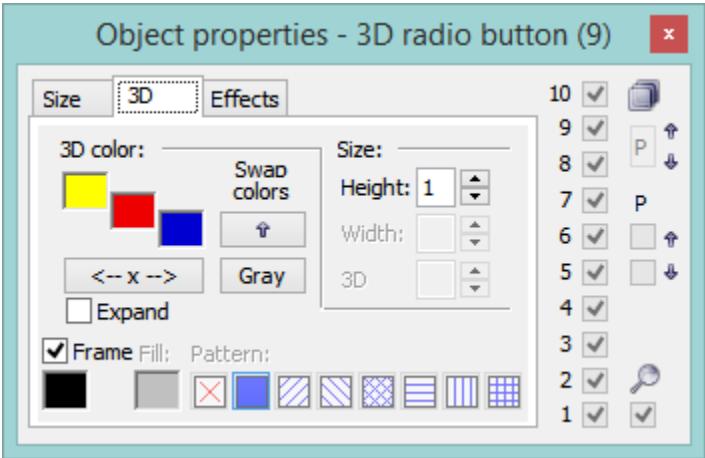 Object properties - 3D radio button (9)
x
Size 3D Effects
3D color:
Swap
colors
<-- x --> Gray
Expand
Size:
Height: 1
Width:
3D
Frame Fill: Pattern:
10
9
8 P
7 P
6
5
4
3
2
1